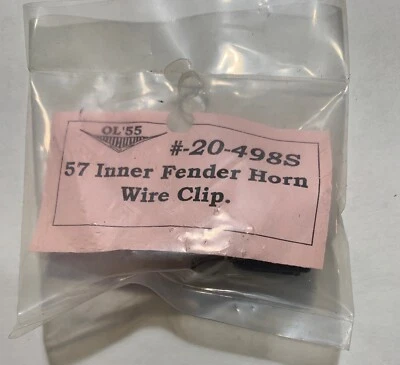 OL'55
#-20-498S
57 Inner Fender Horn
Wire Clip.